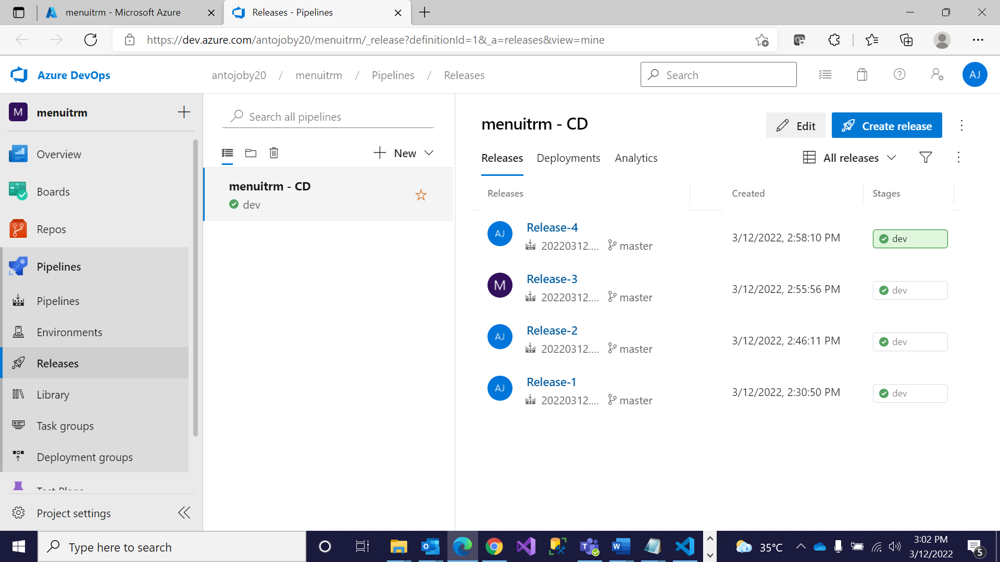 menuitrm - Microsoft Azure
Releases - Pipelines
https://dev.azure.com/antojoby20/menuitrm/_release?definitionId=1&_a=releases&view=mine
Azure DevOps
antojoby20 / menuitrm / Pipelines / Releases
Search
AJ
M menuitrm
Overview
Boards
Repos
Pipelines
Pipelines
Environments
Releases
Library
Task groups
Deployment groups
Test Plans
Project settings
Search all pipelines
New
menuitrm - CD
dev
menuitrm - CD
Edit
Create release
Releases Deployments Analytics
All releases
Releases Created Stages
AJ Release-4
20220312.... master
3/12/2022, 2:58:10 PM
dev
M Release-3
20220312.... master
3/12/2022, 2:55:56 PM
dev
AJ Release-2
20220312.... master
3/12/2022, 2:46:11 PM
dev
AJ Release-1
20220312.... master
3/12/2022, 2:30:50 PM
dev
Type here to search
35°C
3:02 PM
3/12/2022
5